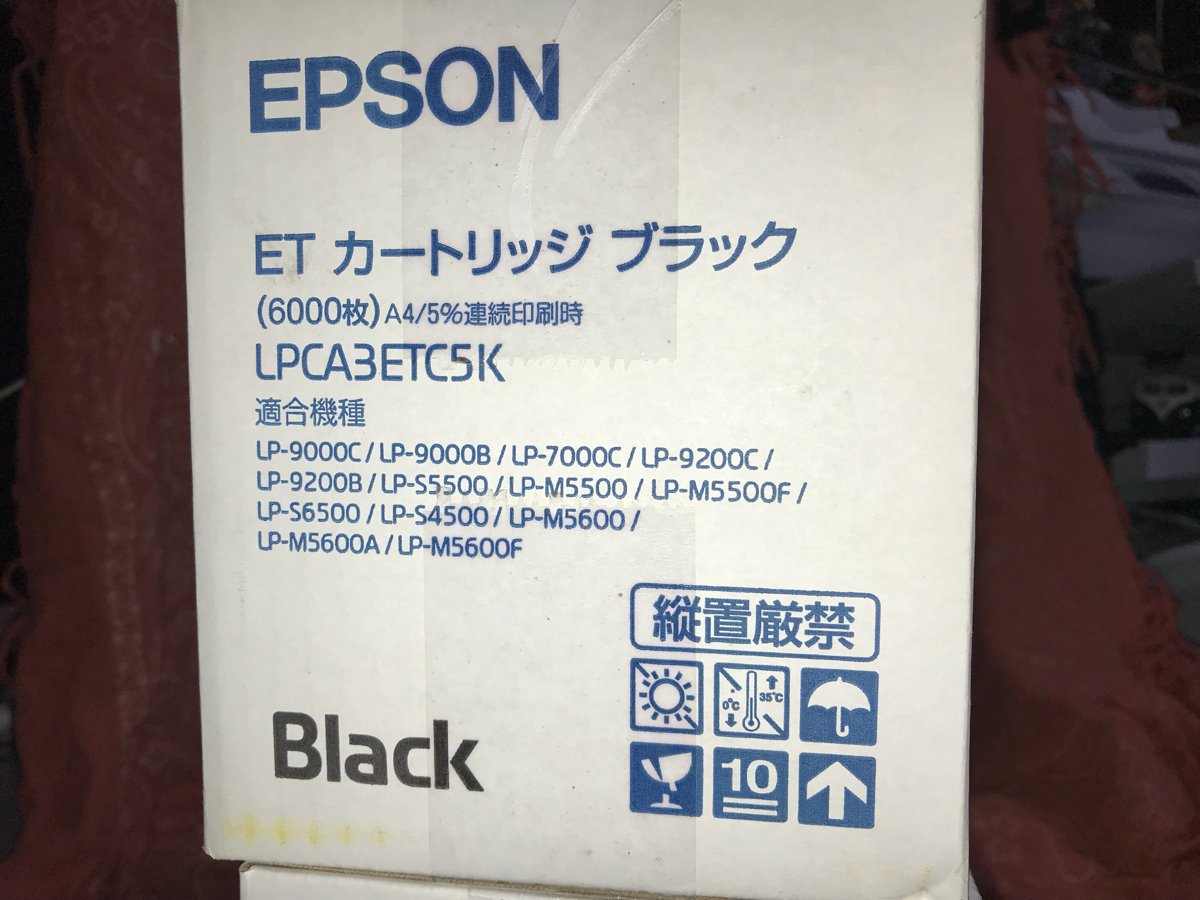 EPSON
ET カートリッジ ブラック
(6000枚) A4/5%連続印刷時
LPCA3ETC5K
適合機種
LP-9000C / LP-9000B / LP-7000C / LP-9200C /
LP-9200B / LP-S5500 / LP-M5500 / LP-M5500F /
LP-S6500 / LP-S4500 / LP-M5600 /
LP-M5600A / LP-M5600F
縦置厳禁
0℃ 35℃
10
Black